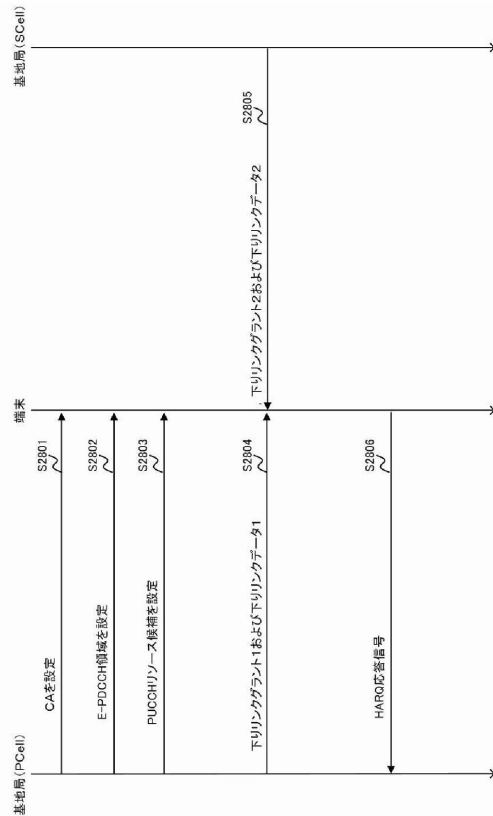 基地局(PCell)
端末
基地局(SCell)
CAを設定
S2801
E-PDCCH領域を設定
S2802
PUCCHリソース候補を設定
S2803
下りリンクグラント1および下りリンクデータ1
S2804
下りリンクグラント2および下りリンクデータ2
S2805
HARQ応答信号
S2806